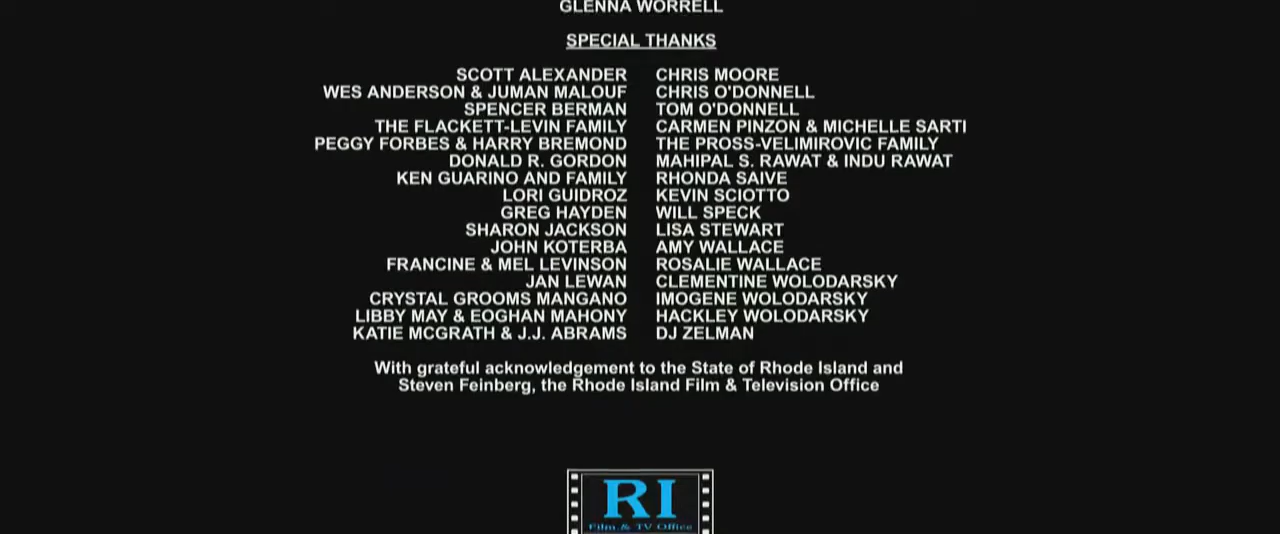 GLENNA WORRELL
SPECIAL THANKS
SCOTT ALEXANDER CHRIS MOORE
WES ANDERSON & JUMAN MALOUF CHRIS O'DONNELL
SPENCER BERMAN TOM O'DONNELL
THE FLACKETT-LEVIN FAMILY CARMEN PINZON & MICHELLE SARTI
PEGGY FORBES & HARRY BREMOND THE PROSS-VELIMIROVIC FAMILY
DONALD R. GORDON MAHIPAL S. RAWAT & INDU RAWAT
KEN GUARINO AND FAMILY RHONDA SAIVE
LORI GUIDROZ KEVIN SCIOTTO
GREG HAYDEN WILL SPECK
SHARON JACKSON LISA STEWART
JOHN KOTERBA AMY WALLACE
FRANCINE & MEL LEVINSON ROSALIE WALLACE
JAN LEWAN CLEMENTINE WOLODARSKY
CRYSTAL GROOMS MANGANO IMOGENE WOLODARSKY
LIBBY MAY & EOGHAN MAHONY HACKLEY WOLODARSKY
KATIE MCGRATH & J.J. ABRAMS DJ ZELMAN
With grateful acknowledgement to the State of Rhode Island and
Steven Feinberg, the Rhode Island Film & Television Office
RI
Film & TV Office